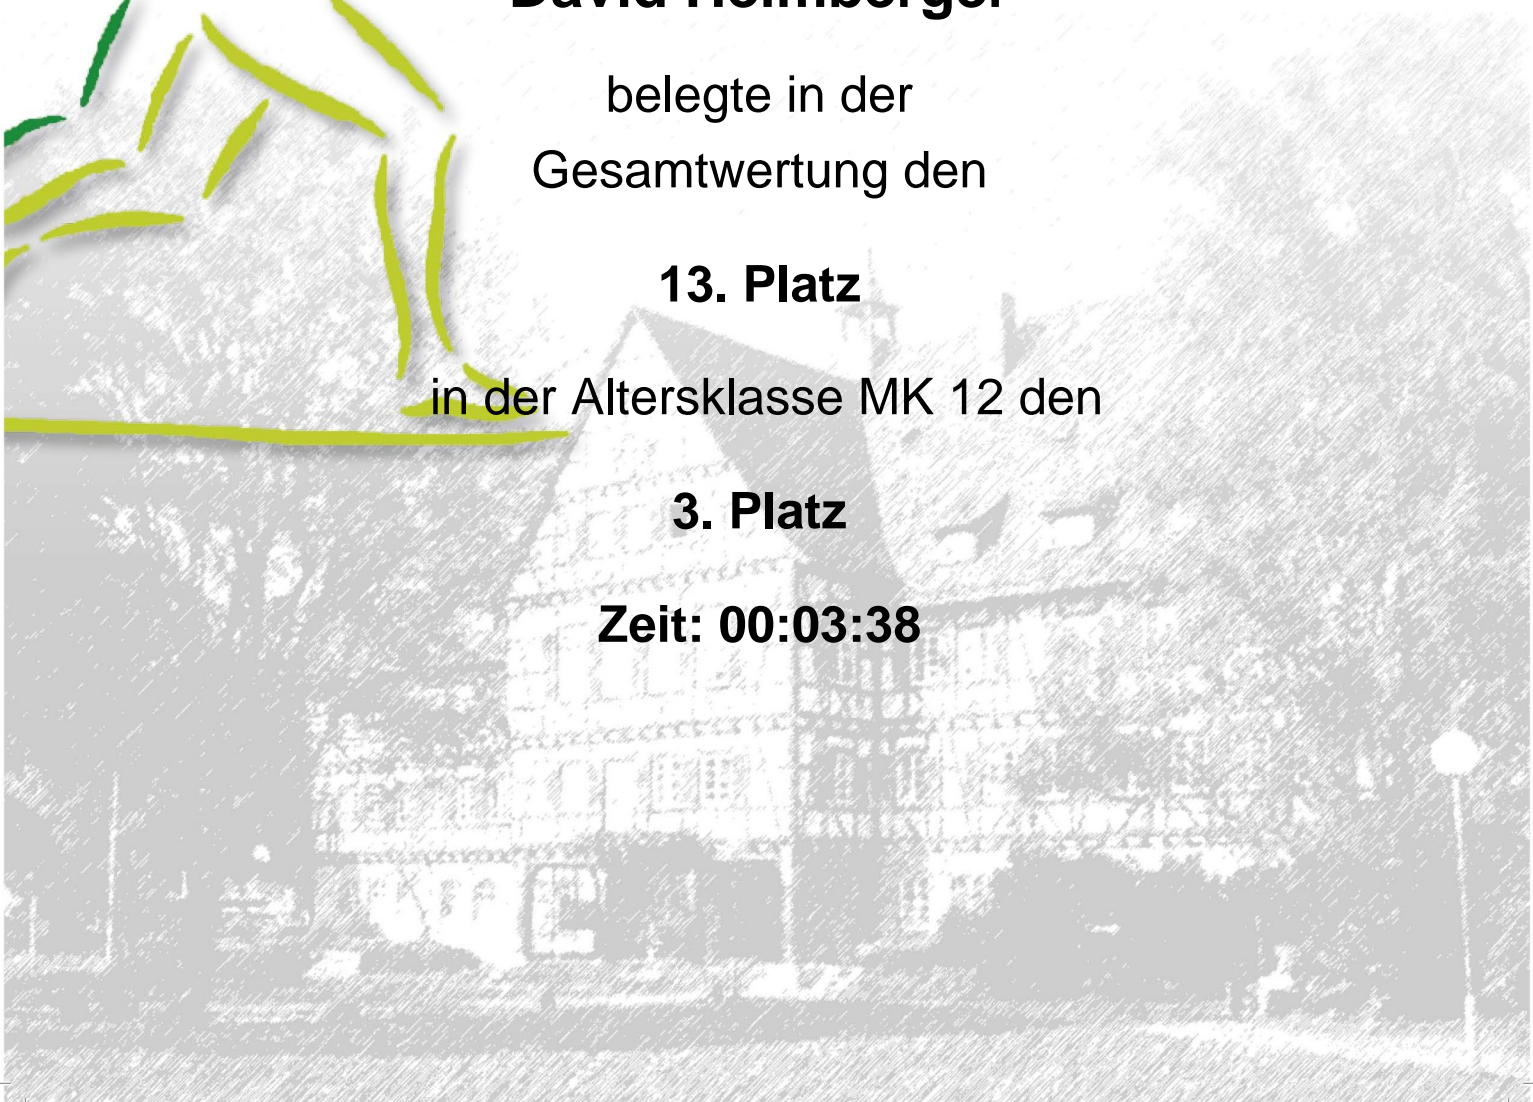 David
belegte in der
Gesamtwertung den
13. Platz
in der Altersklasse MK 12 den
3. Platz
Zeit: 00:03:38